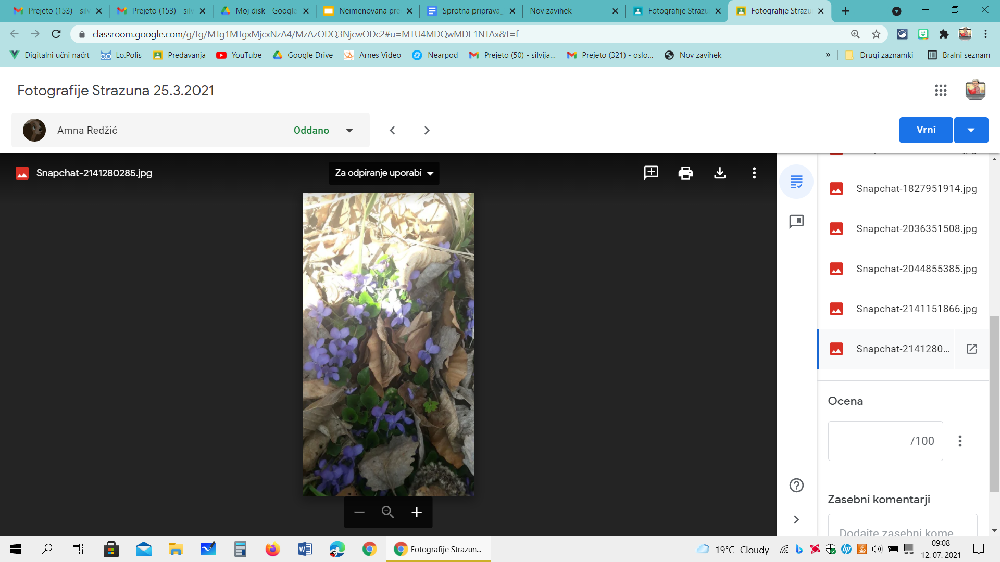 Prejeto (153) - silv
Prejeto (153) - silv
Moj disk - Google
Neimenovana pre
Sprotna priprava_
Nov zavihek
Fotografije Strazu
Fotografije Strazu
classroom.google.com/g/tg/MTg1MTgxMjcxNzA4/MzAzODQ3NjcwODc2#u=MTU4MDQwMDE1NTAx&t=f
Digitalni učni načrt
Lo.Polis
Predavanja
YouTube
Google Drive
Arnes Video
Nearpod
Prejeto (50) - silvija...
Prejeto (321) - oslo...
Nov zavihek
»
Drugi zaznamki
Bralni seznam
Fotografije Strazuna 25.3.2021
Amna Redžić
Oddano
Vrni
Snapchat-2141280285.jpg
Za odpiranje uporabi
Snapchat-1827951914.jpg
Snapchat-2036351508.jpg
Snapchat-2044855385.jpg
Snapchat-2141151866.jpg
Snapchat-2141280...
Ocena
/100
Zasebni komentarji
Dodajte zasebni kome
Fotografije Strazun...
19°C Cloudy
09:08
12. 07. 2021